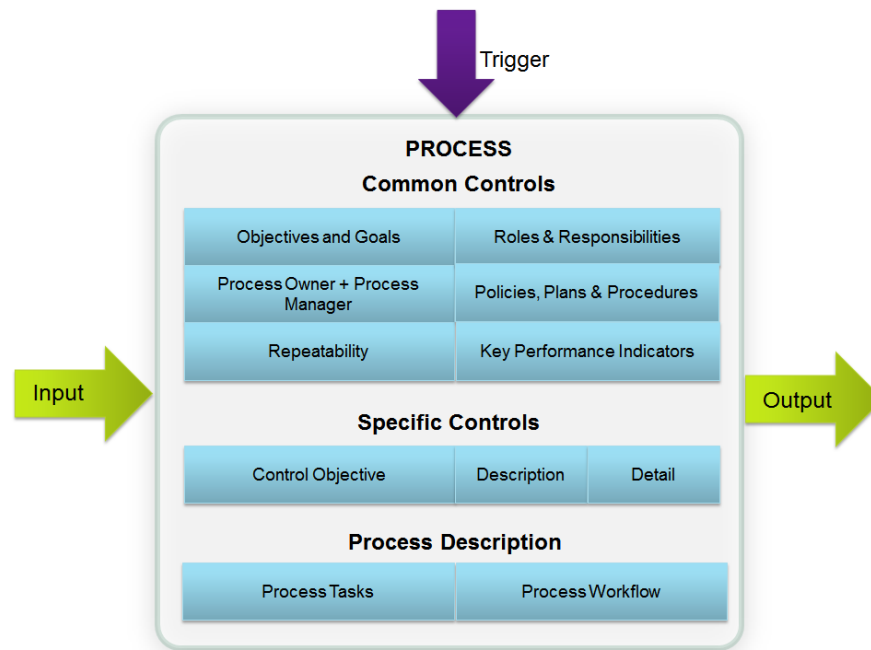 Trigger
PROCESS
Common Controls
Objectives and Goals
Roles & Responsibilities
Process Owner + Process
Manager
Policies, Plans & Procedures
Repeatability
Key Performance Indicators
Input
Output
Specific Controls
Control Objective
Description
Detail
Process Description
Process Tasks
Process Workflow